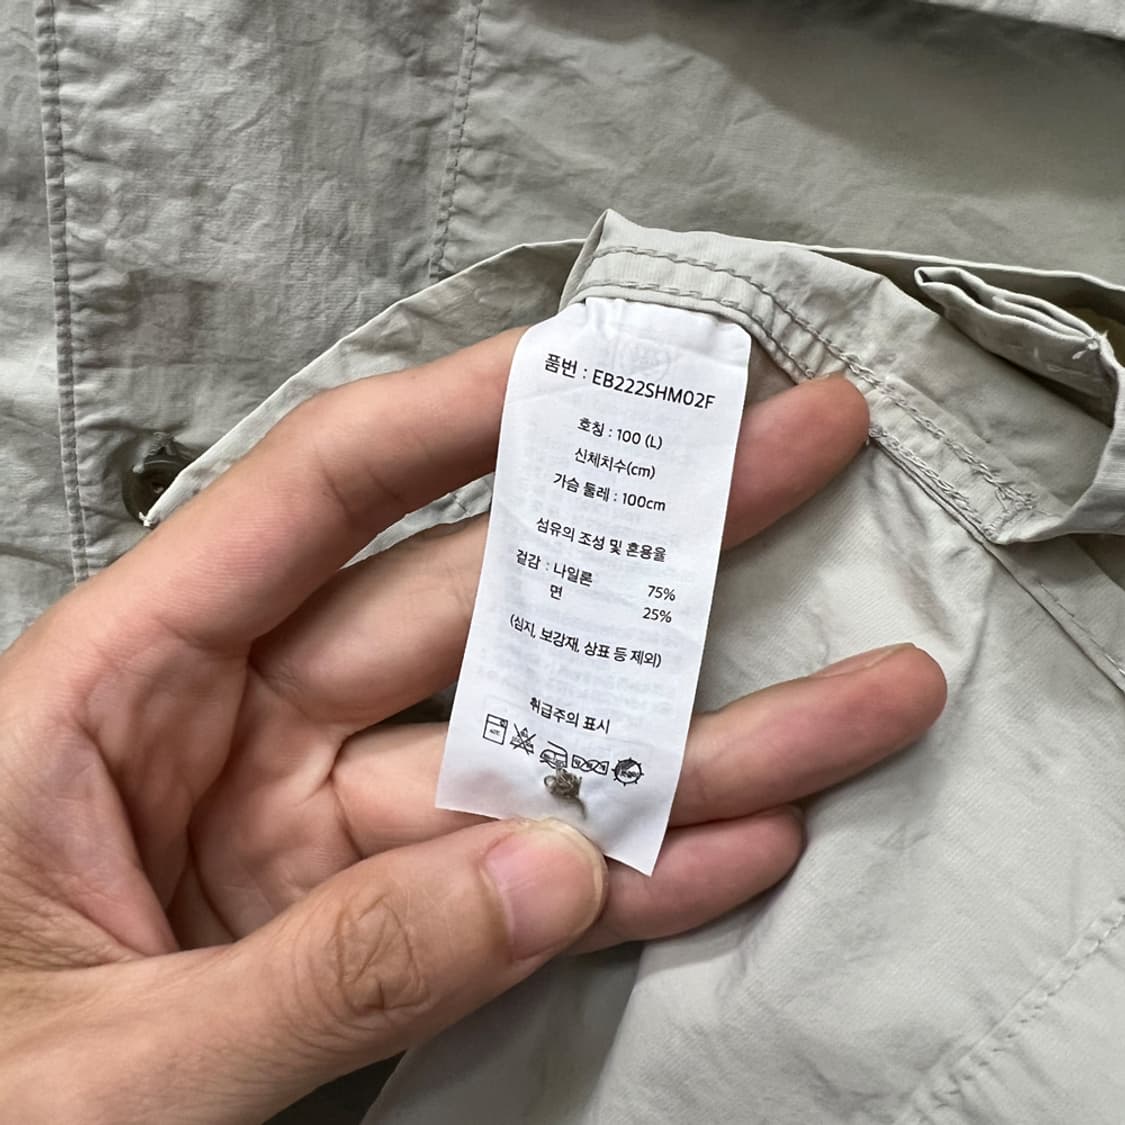 품번 : EB222SHM02F
호칭 : 100 (L)
신체치수(cm)
가슴 둘레 : 100cm
섬유의 조성 및 혼용율
겉감 : 나일론 75%
면 25%
(심지, 보강재, 상표 등 제외)
취급주의 표시